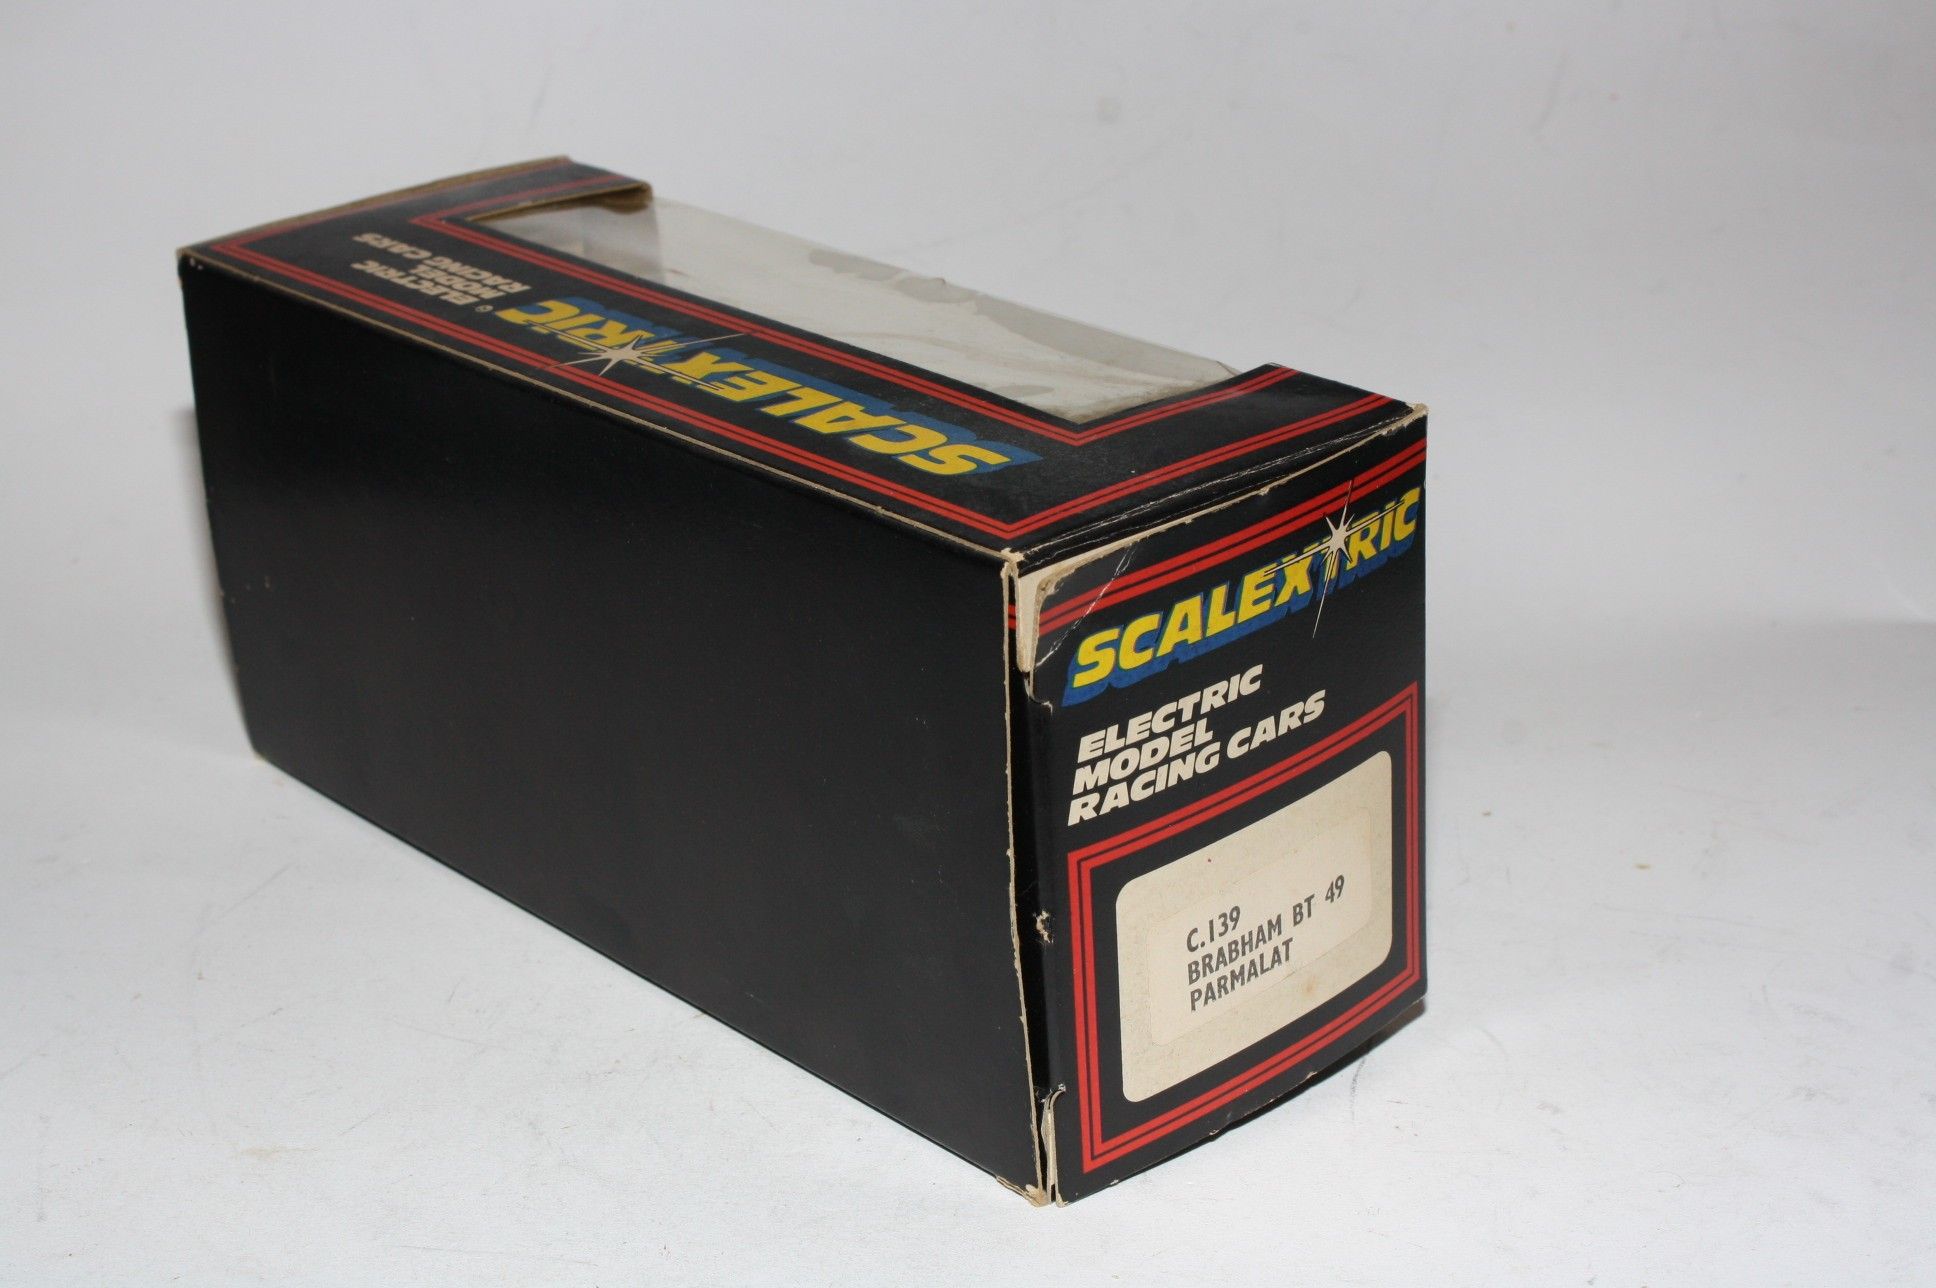 ELECTRIC
MODEL
RACING CARS
SCALEXTRIC ®
SCALEXTRIC
ELECTRIC
MODEL
RACING CARS
C.139
BRABHAM BT 49
PARMALAT